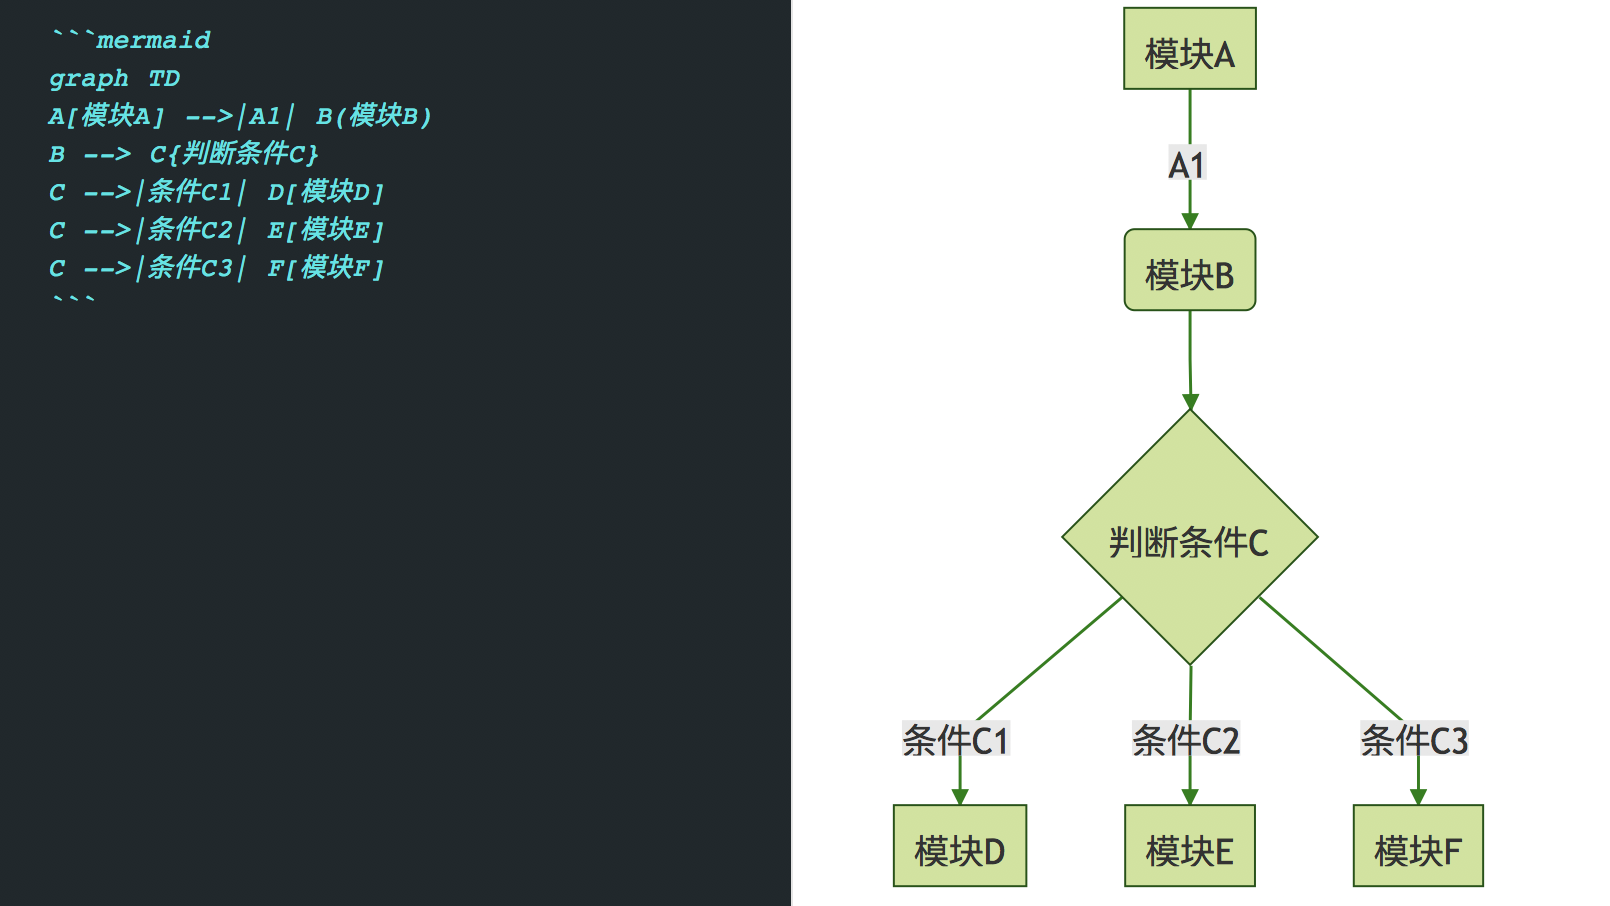 ```mermaid
graph TD
A[模块A] -->|A1| B(模块B)
B --> C{判断条件C}
C -->|条件C1| D[模块D]
C -->|条件C2| E[模块E]
C -->|条件C3| F[模块F]
```
模块A
A1
模块B
判断条件C
条件C1
条件C2
条件C3
模块D
模块E
模块F